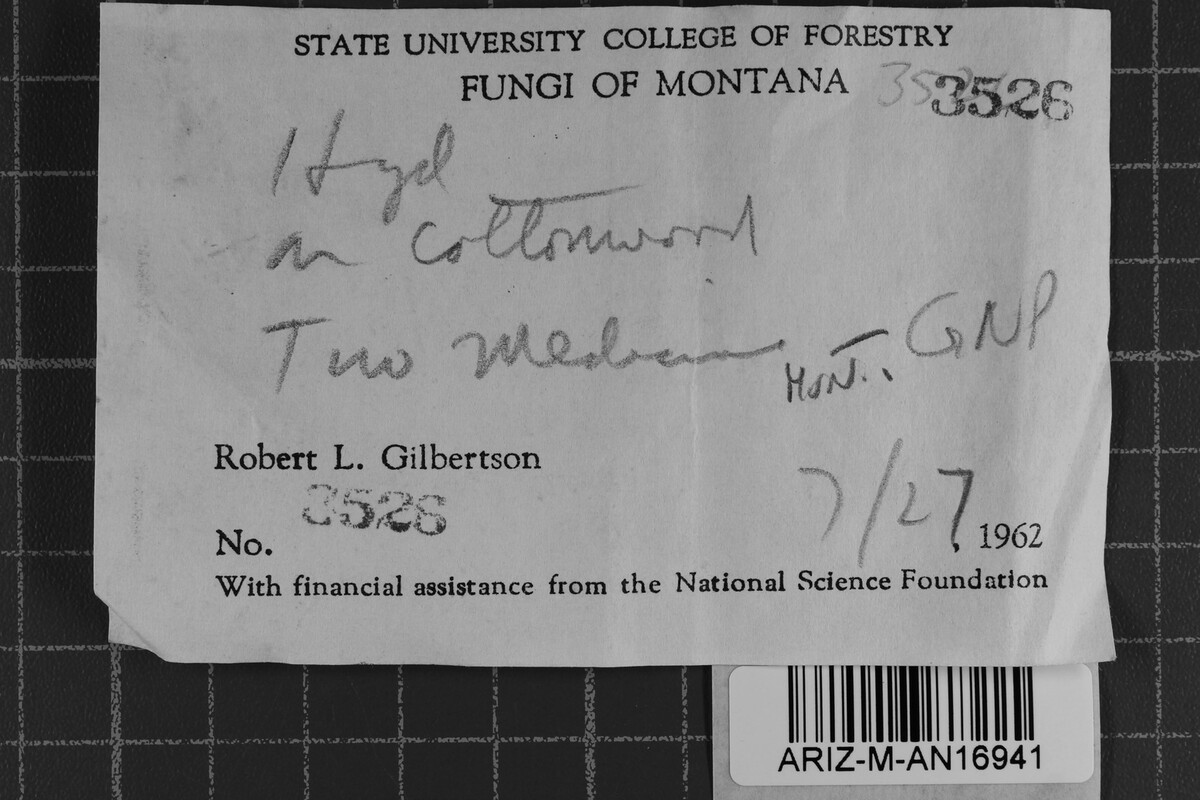 STATE UNIVERSITY COLLEGE OF FORESTRY
FUNGI OF MONTANA 3526
Hyd
on cottonwood
Two Medicine MONT. GNP
Robert L. Gilbertson
No. 3526
7/27, 1962
With financial assistance from the National Science Foundation
ARIZ-M-AN16941